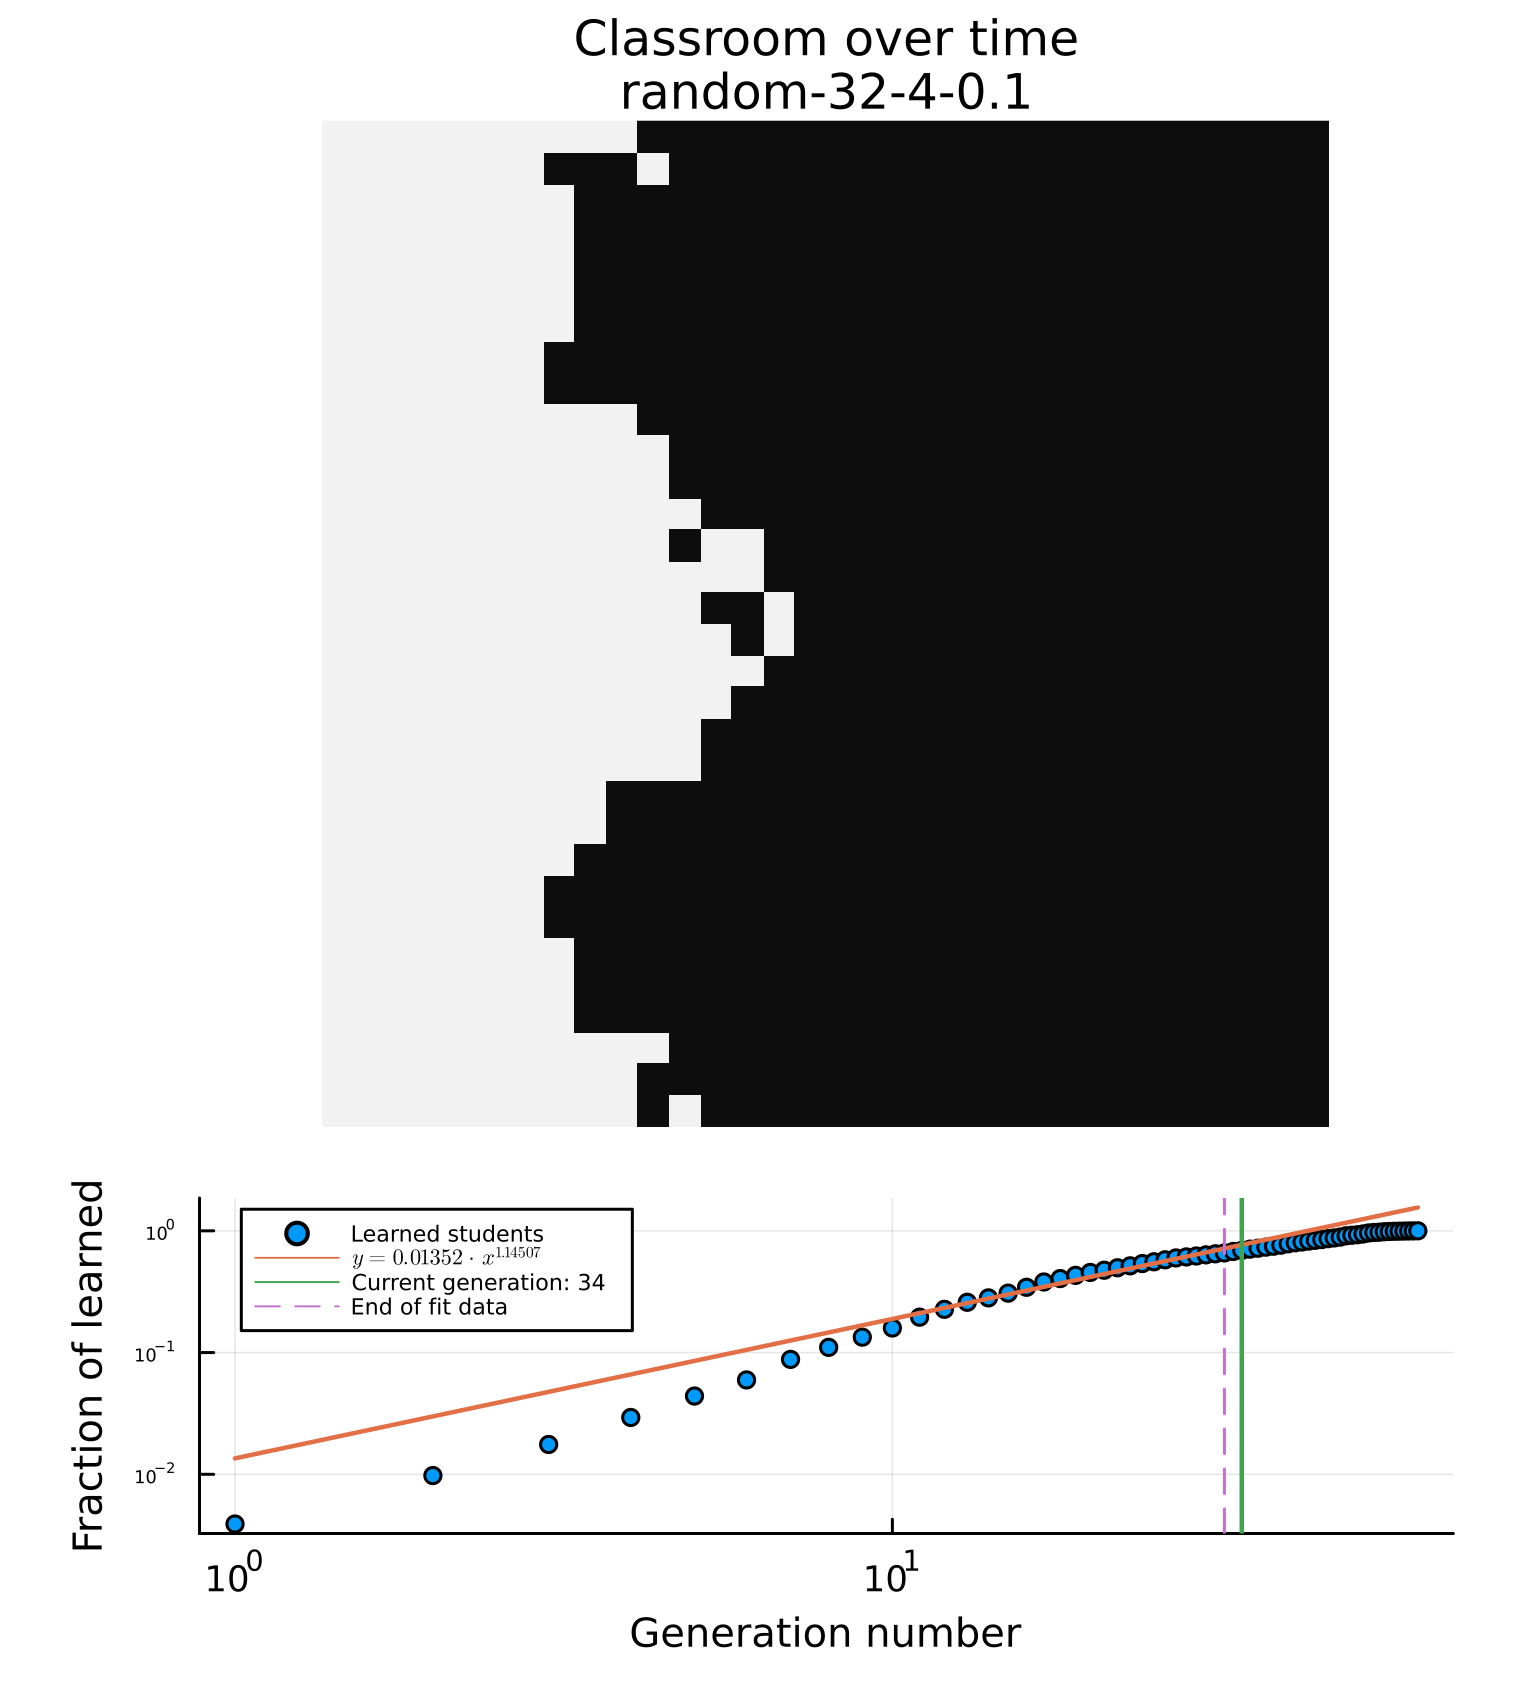 Classroom over time
random-32-4-0.1
Fraction of learned
10^0
10^-1
10^-2
Learned students
y = 0.01352 · x^1.14507
Current generation: 34
End of fit data
10^0
10^1
Generation number